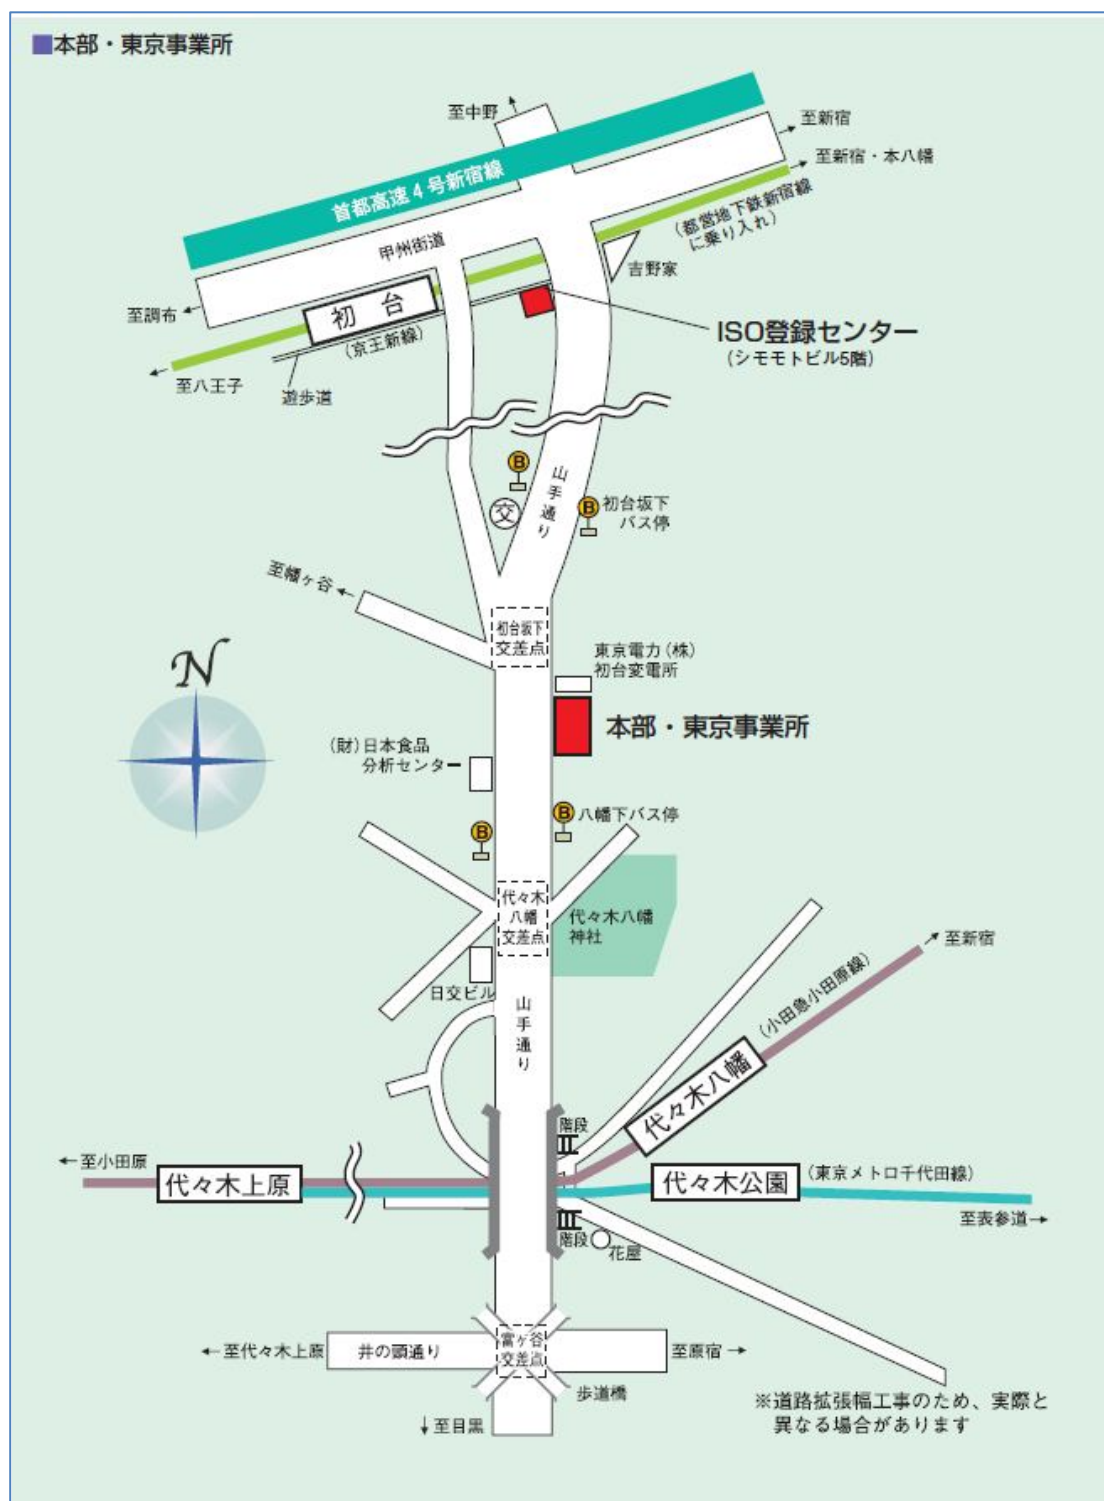 ■本部・東京事業所
至中野
至新宿
至新宿・本八幡
首都高速4号新宿線
(都営地下鉄新宿線
に乗り入れ)
甲州街道
吉野家
至調布
初 台
ISO登録センター
(シモモトビル5階)
(京王新線)
至八王子
遊歩道
B
山手通り
B
初台坂下
バス停
交
至幡ヶ谷
初台坂下
交差点
東京電力(株)
初台変電所
N
本部・東京事業所
(財)日本食品
分析センター
B
八幡下バス停
B
代々木
八幡
交差点
代々木八幡
神社
至新宿
日交ビル
山手通り
(小田急小田原線)
代々木八幡
階段
至小田原
代々木上原
代々木公園
(東京メトロ千代田線)
至表参道
階段
花屋
至代々木上原
井の頭通り
富ヶ谷
交差点
至原宿
歩道橋
※道路拡張幅工事のため、実際と
異なる場合があります
至目黒